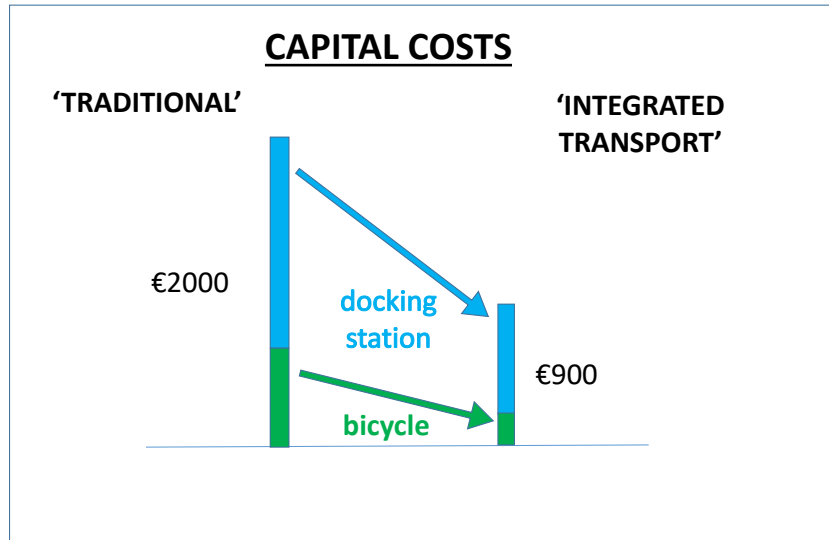 CAPITAL COSTS
‘TRADITIONAL’
‘INTEGRATED
TRANSPORT’
€2000
docking
station
€900
bicycle